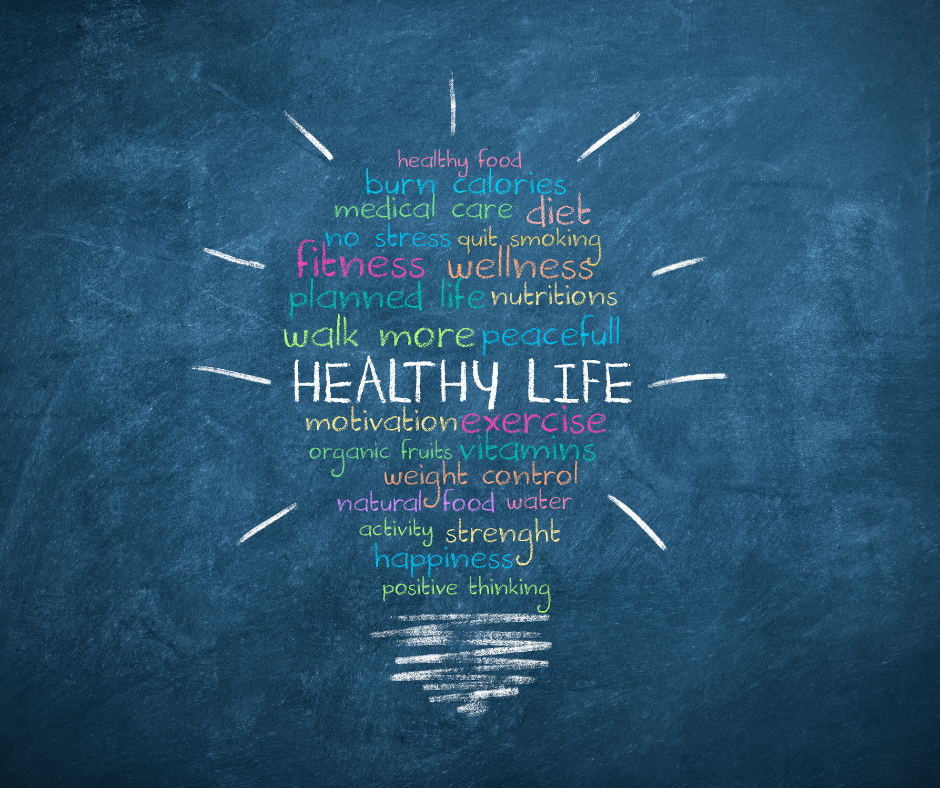 healthy food
burn calories
medical care diet
no stress quit smoking
fitness wellness
planned life nutritions
walk more peacefull
HEALTHY LIFE
motivation exercise
organic fruits vitamins
weight control
natural food water
activity strenght
happiness
positive thinking